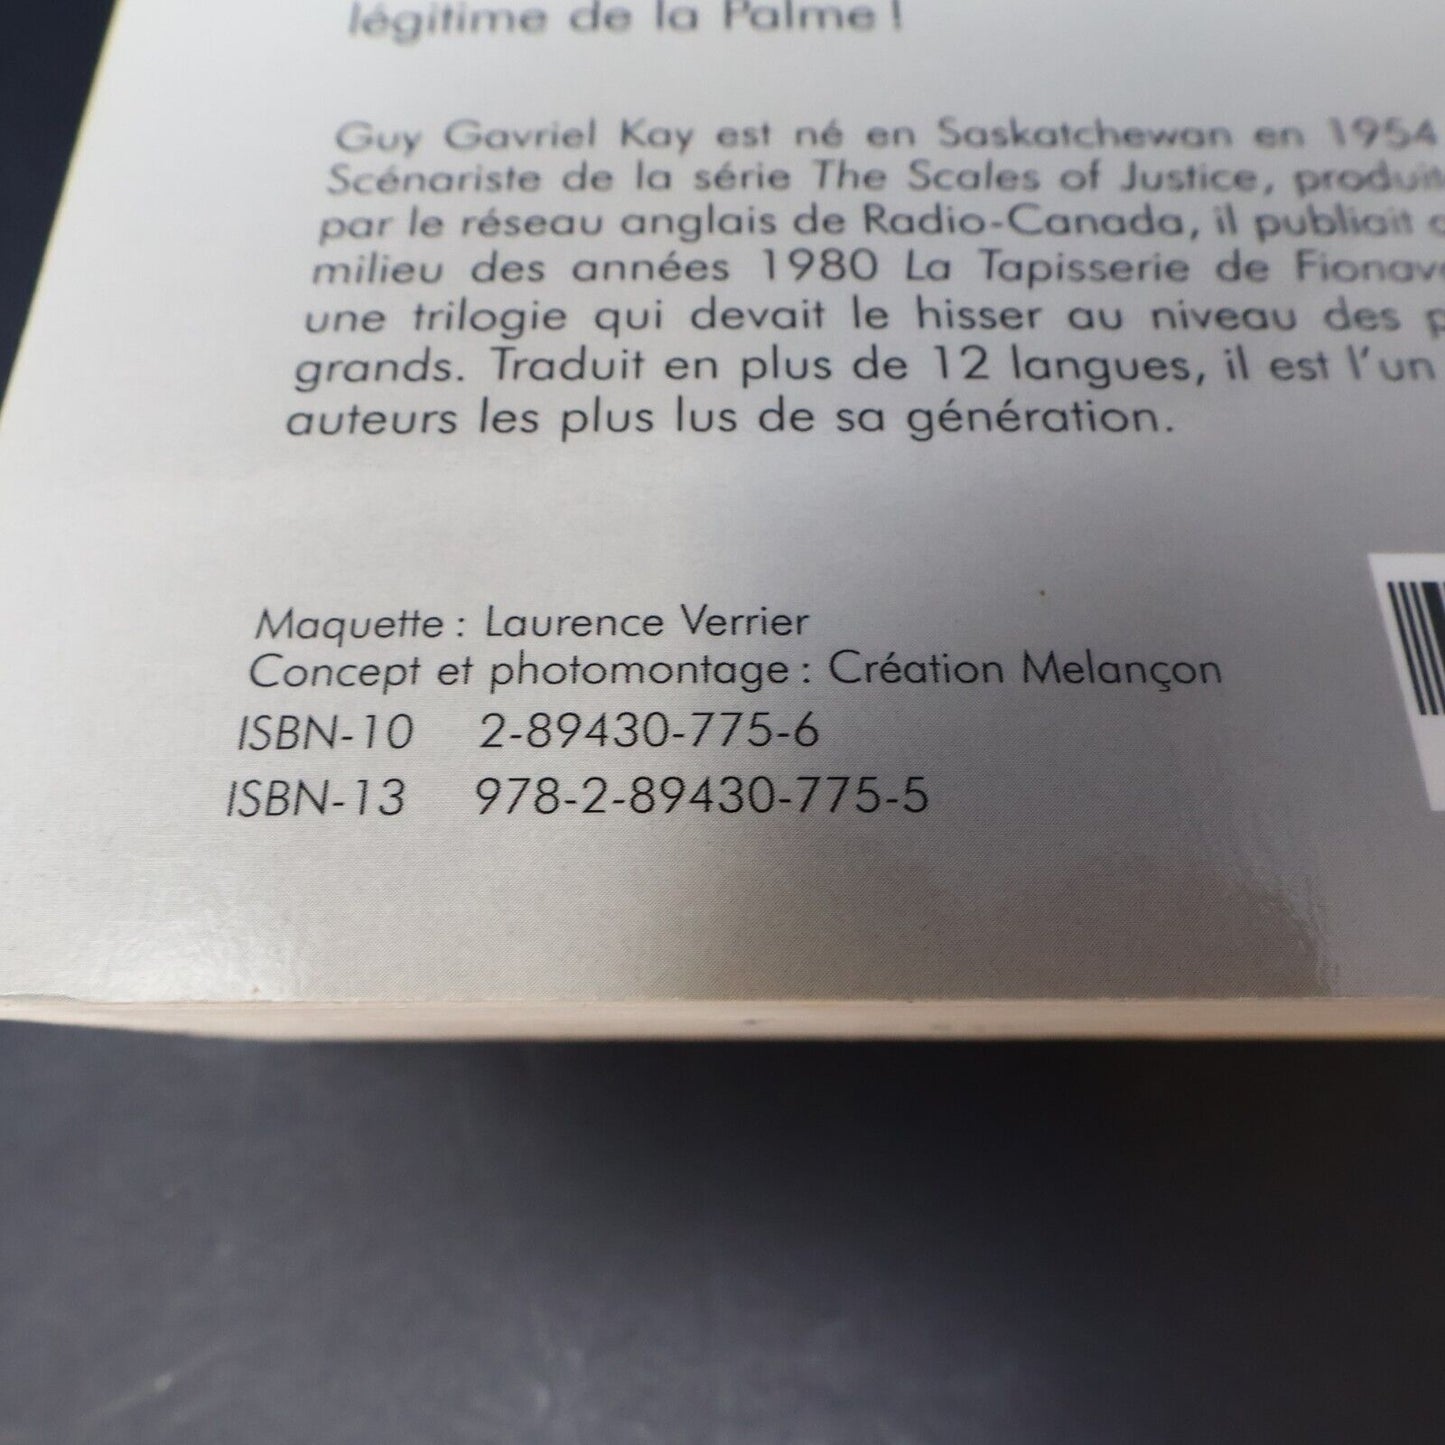 légitime de la Palme !
Guy Gavriel Kay est né en Saskatchewan en 1954
Scénariste de la série The Scales of Justice,
par le réseau anglais de Radio-Canada, il publiait
milieu des années 1980 La Tapisserie de
une trilogie qui devait le hisser au niveau des
grands. Traduit en plus de 12 langues, il est l'un
auteurs les plus lus de sa génération.
Maquette : Laurence Verrier
Concept et photomontage : Création Melançon
ISBN-10 2-89430-775-6
ISBN-13 978-2-89430-775-5